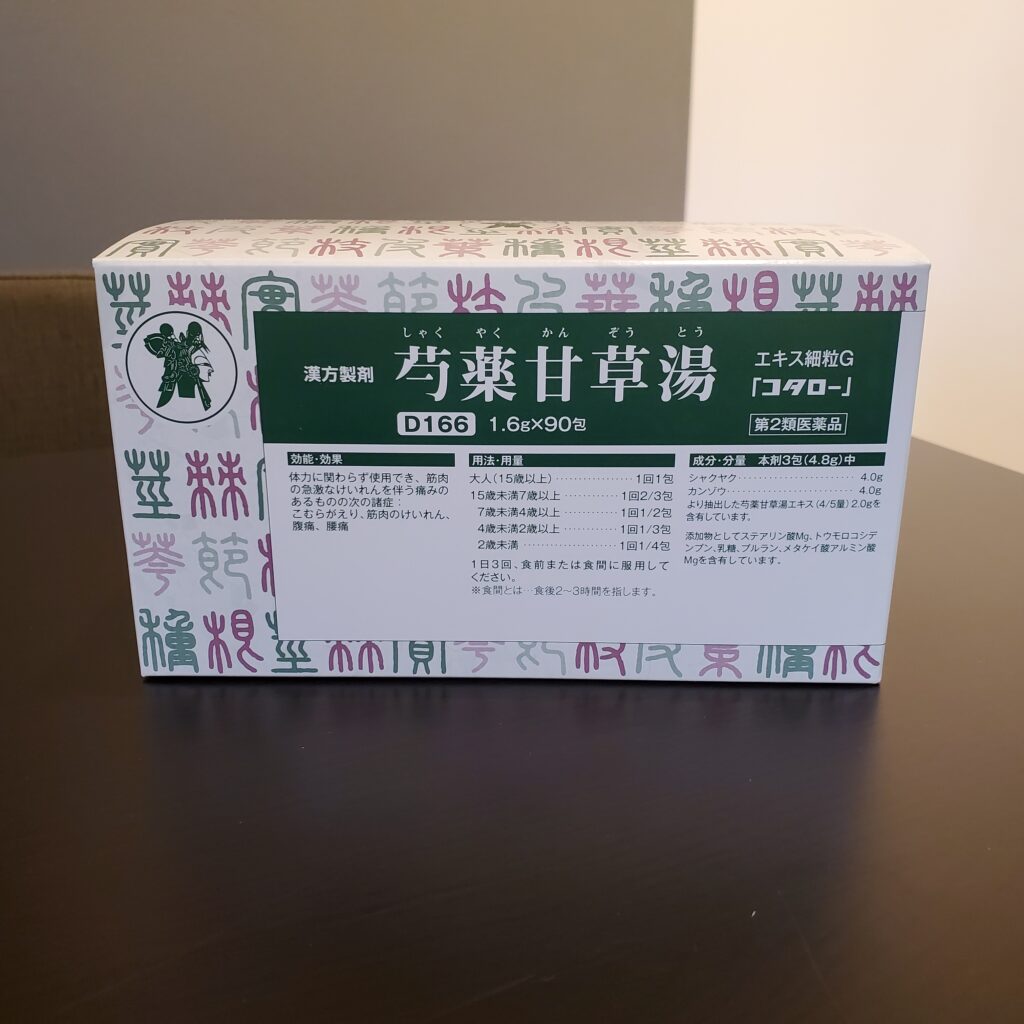 しゃく やく かん ぞう とう
漢方製剤 芍薬甘草湯 エキス細粒G
「コタロー」
D166 1.6g×90包 第2類医薬品
効能・効果
体力に関わらず使用でき、筋肉
の急激なけいれんを伴う痛みの
あるものの次の諸症：
こむらがえり、筋肉のけいれん、
腹痛、腰痛
用法・用量
大人(15歳以上)‥‥‥‥‥‥1回1包
15歳未満7歳以上‥‥‥‥‥1回2/3包
7歳未満4歳以上‥‥‥‥‥1回1/2包
4歳未満2歳以上‥‥‥‥‥1回1/3包
2歳未満‥‥‥‥‥‥‥‥1回1/4包
1日3回、食前または食間に服用して
ください。
※食間とは…食後2〜3時間を指します。
成分・分量 本剤3包(4.8g)中
シャクヤク‥‥‥‥‥‥‥‥‥‥4.0g
カンゾウ‥‥‥‥‥‥‥‥‥‥‥4.0g
より抽出した芍薬甘草湯エキス(4/5量)2.0gを
含有しています。
添加物としてステアリン酸Mg、トウモロコシデ
ンプン、乳糖、プルラン、メタケイ酸アルミン酸
Mgを含有しています。